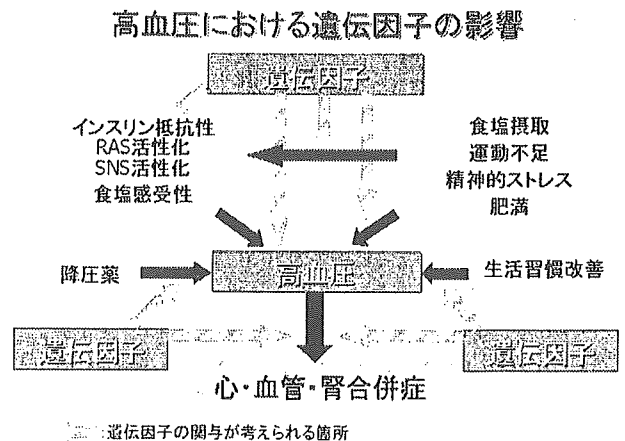 高血圧における遺伝因子の影響
遺伝因子
インスリン抵抗性
RAS活性化
SNS活性化
食塩感受性
食塩摂取
運動不足
精神的ストレス
肥満
降圧薬
高血圧
生活習慣改善
遺伝因子
遺伝因子
心・血管・腎合併症
:遺伝因子の関与が考えられる箇所